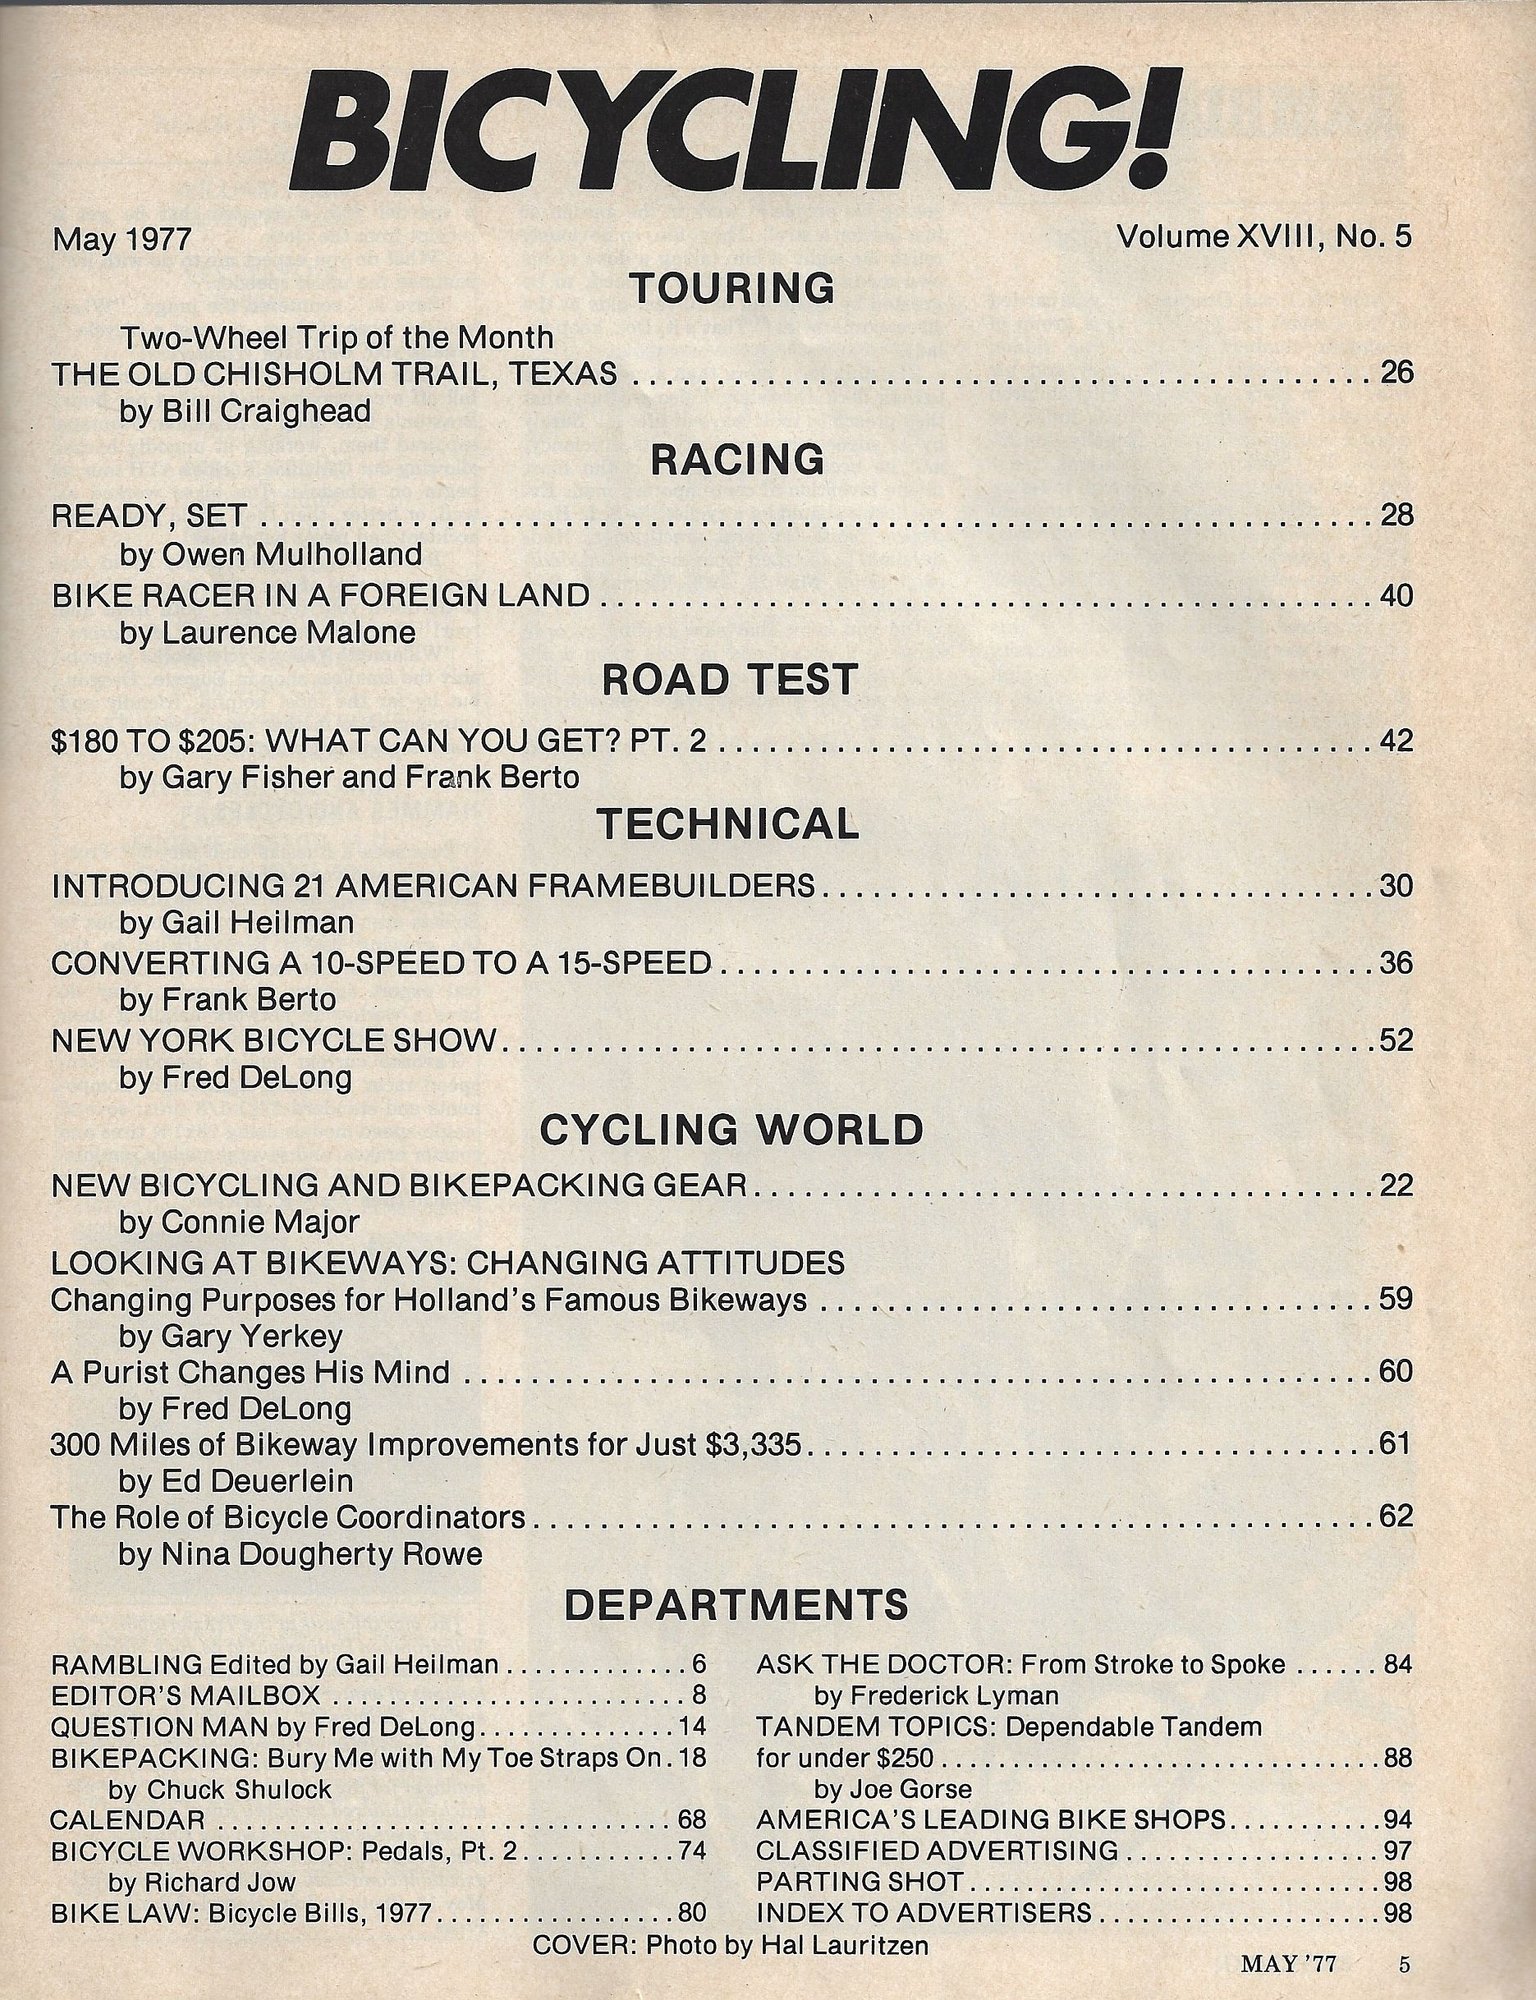 BICYCLING!
May 1977
Volume XVIII, No. 5
TOURING
Two-Wheel Trip of the Month
THE OLD CHISHOLM TRAIL, TEXAS ... 26
by Bill Craighead
RACING
READY, SET ... 28
by Owen Mulholland
BIKE RACER IN A FOREIGN LAND ... 40
by Laurence Malone
ROAD TEST
$180 TO $205: WHAT CAN YOU GET? PT. 2 ... 42
by Gary Fisher and Frank Berto
TECHNICAL
INTRODUCING 21 AMERICAN FRAMEBUILDERS ... 30
by Gail Heilman
CONVERTING A 10-SPEED TO A 15-SPEED ... 36
by Frank Berto
NEW YORK BICYCLE SHOW ... 52
by Fred DeLong
CYCLING WORLD
NEW BICYCLING AND BIKEPACKING GEAR ... 22
by Connie Major
LOOKING AT BIKEWAYS: CHANGING ATTITUDES
Changing Purposes for Holland's Famous Bikeways ... 59
by Gary Yerkey
A Purist Changes His Mind ... 60
by Fred DeLong
300 Miles of Bikeway Improvements for Just $3,335 ... 61
by Ed Deuerlein
The Role of Bicycle Coordinators ... 62
by Nina Dougherty Rowe
DEPARTMENTS
RAMBLING Edited by Gail Heilman ... 6
EDITOR'S MAILBOX ... 8
QUESTION MAN by Fred DeLong ... 14
BIKEPACKING: Bury Me with My Toe Straps On . 18
by Chuck Shulock
CALENDAR ... 68
BICYCLE WORKSHOP: Pedals, Pt. 2 ... 74
by Richard Jow
BIKE LAW: Bicycle Bills, 1977 ... 80
ASK THE DOCTOR: From Stroke to Spoke ... 84
by Frederick Lyman
TANDEM TOPICS: Dependable Tandem
for under $250 ... 88
by Joe Gorse
AMERICA'S LEADING BIKE SHOPS ... 94
CLASSIFIED ADVERTISING ... 97
PARTING SHOT ... 98
INDEX TO ADVERTISERS ... 98
COVER: Photo by Hal Lauritzen
MAY '77 5